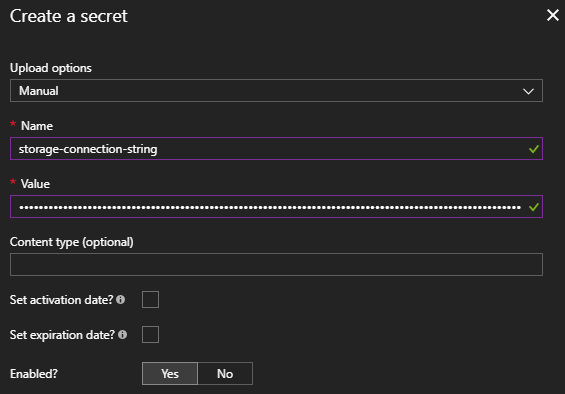 Create a secret
Upload options
Manual
* Name
storage-connection-string
* Value
••••••••••••••••••••••••••••••••••••••••••••••••••••••••••••••••••••••••••••••••••••••••••••••••••••
Content type (optional)
Set activation date?
Set expiration date?
Enabled? Yes No